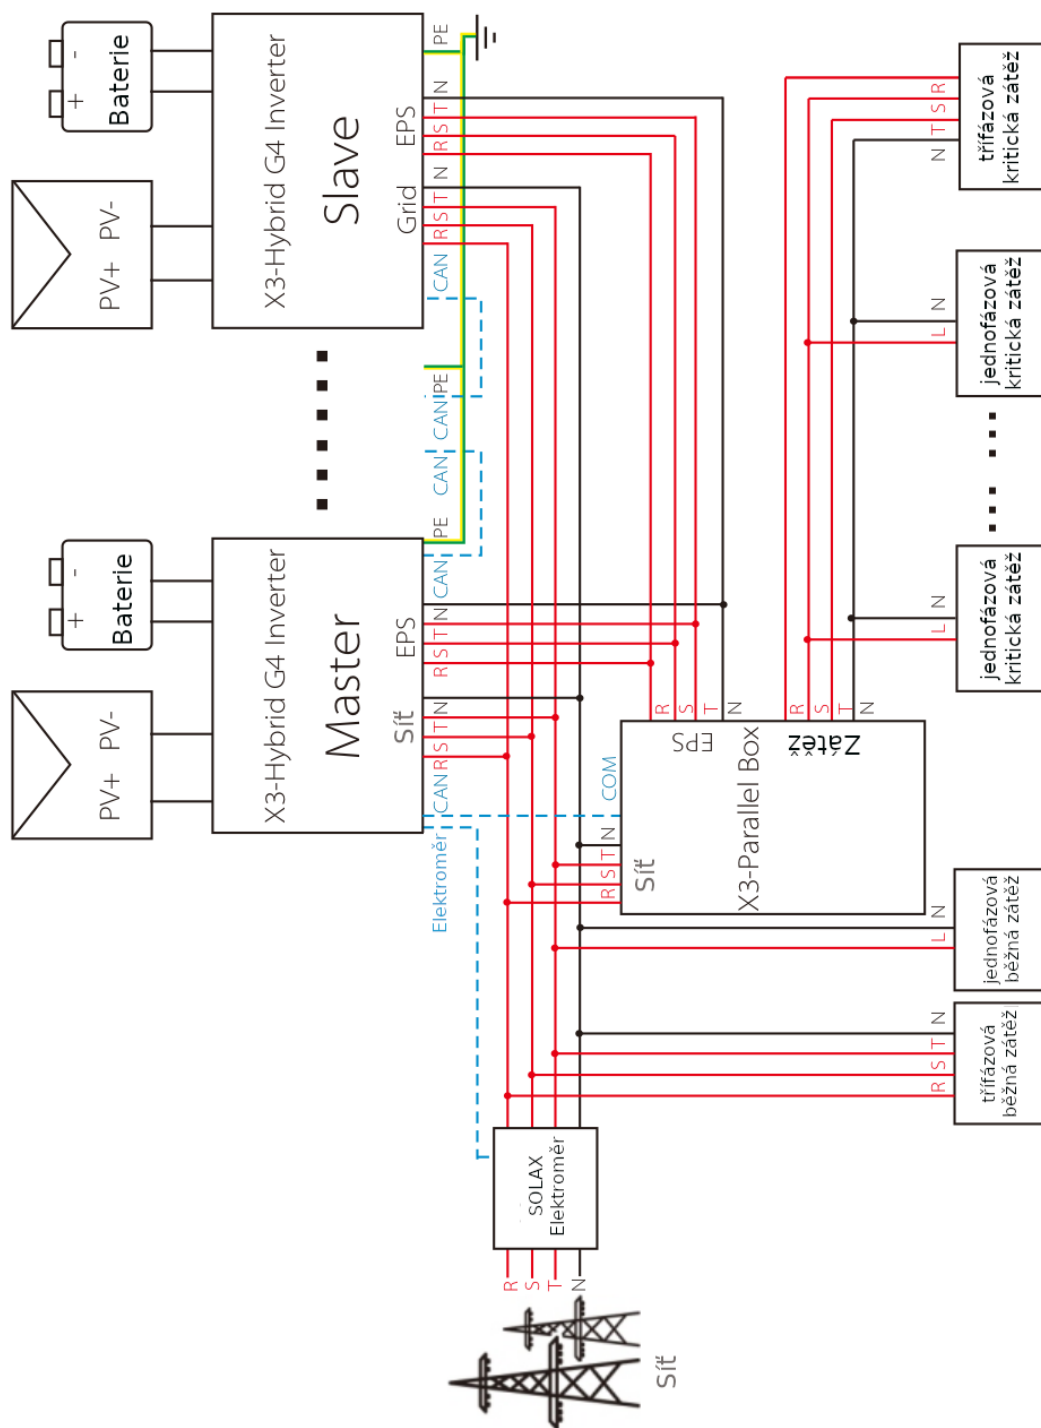 Baterie
+ -
PV+ PV-
X3-Hybrid G4 Inverter
Slave
Grid
EPS
CAN
R S T N
R S T N
PE
CAN
CAN
PE
Baterie
+ -
PV+ PV-
X3-Hybrid G4 Inverter
Master
Síť
EPS
Elektroměr
CAN
R S T N
R S T N
CAN
PE
X3-Parallel Box
Síť
R S T N
COM
EPS
R S T N
Zátěž
R S T N
třífázová
kritická zátěž
N T S R
jednofázová
kritická zátěž
L N
jednofázová
kritická zátěž
L N
jednofázová
běžná zátěž
L N
třífázová
běžná zátěž
R S T N
SOLAX
Elektroměr
R
S
T
N
Síť